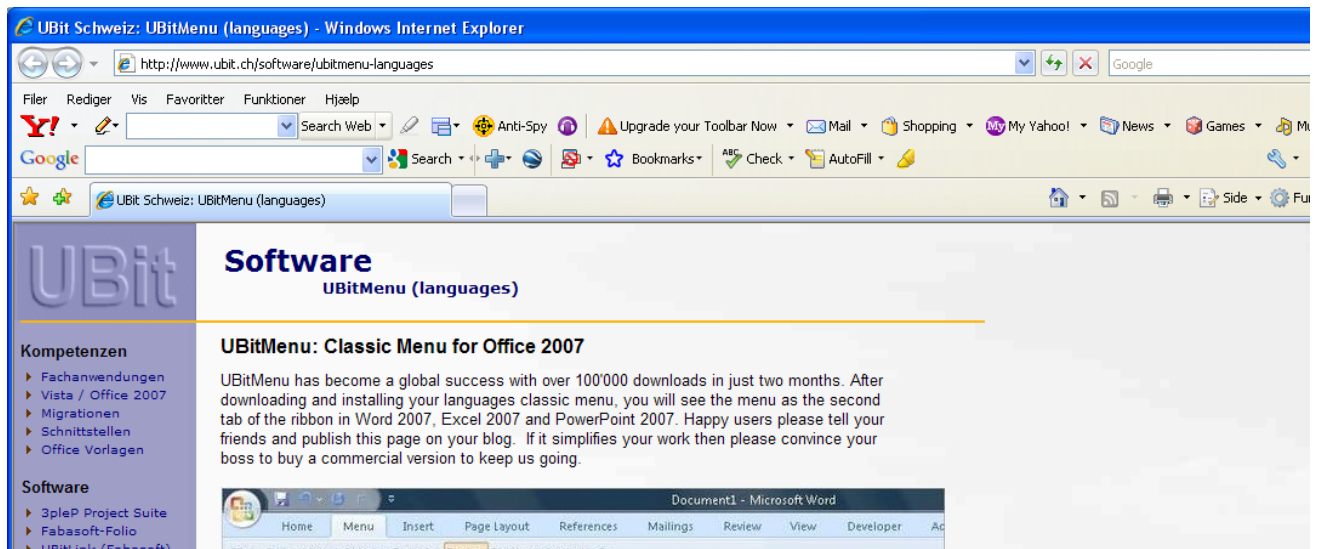 UBit Schweiz: UBitMenu (languages) - Windows Internet Explorer
http://www.ubit.ch/software/ubitmenu-languages
Google
Filer Rediger Vis Favoritter Funktioner Hjælp
Y! Search Web Anti-Spy Upgrade your Toolbar Now Mail Shopping My My Yahoo! News Games
Google Search Bookmarks ABC Check AutoFill
UBit Schweiz: UBitMenu (languages) Side
UBit
Software
UBitMenu (languages)
Kompetenzen
Fachanwendungen
Vista / Office 2007
Migrationen
Schnittstellen
Office Vorlagen
Software
3pleP Project Suite
Fabasoft-Folio
UBitLink (Fabasoft)
UBitMenu: Classic Menu for Office 2007
UBitMenu has become a global success with over 100'000 downloads in just two months. After
downloading and installing your languages classic menu, you will see the menu as the second
tab of the ribbon in Word 2007, Excel 2007 and PowerPoint 2007. Happy users please tell your
friends and publish this page on your blog. If it simplifies your work then please convince your
boss to buy a commercial version to keep us going.
Document1 - Microsoft Word
Home Menu Insert Page Layout References Mailings Review View Developer